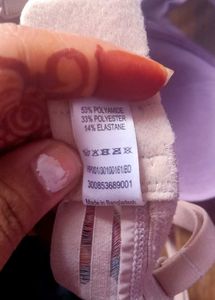 53% POLYAMIDE
33% POLYESTER
14% ELASTANE
300853689001
Made in Bangladesh